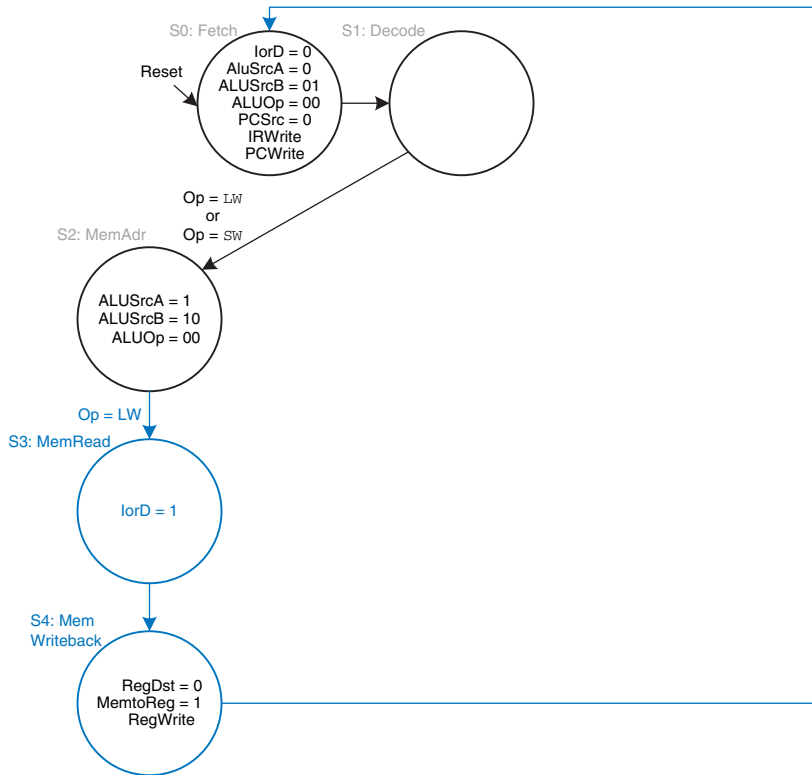 S0: Fetch
S1: Decode
Reset
IorD = 0
AluSrcA = 0
ALUSrcB = 01
ALUOp = 00
PCSrc = 0
IRWrite
PCWrite
Op = LW
or
Op = SW
S2: MemAdr
ALUSrcA = 1
ALUSrcB = 10
ALUOp = 00
Op = LW
S3: MemRead
IorD = 1
S4: Mem
Writeback
RegDst = 0
MemtoReg = 1
RegWrite